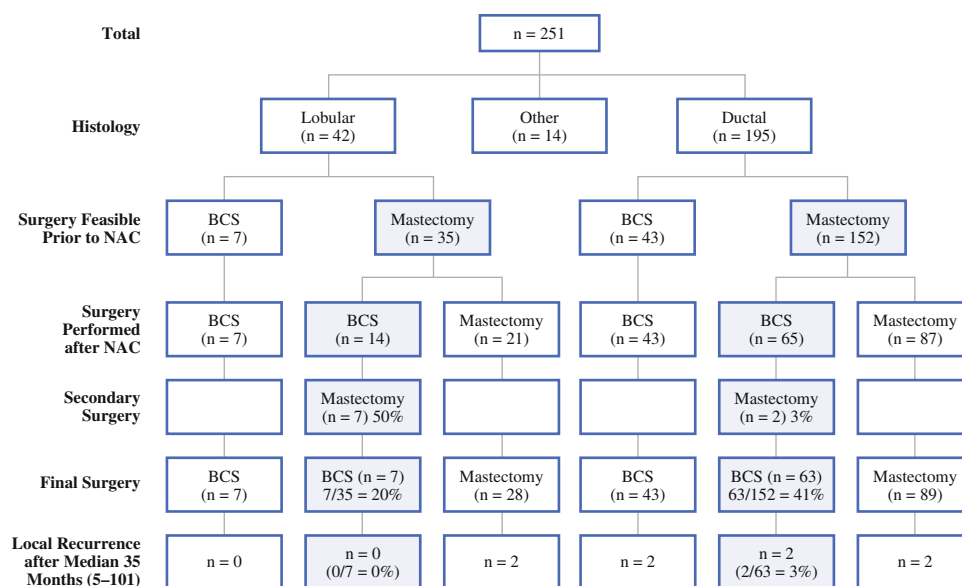 Total
n = 251
Histology
Lobular
(n = 42)
Other
(n = 14)
Ductal
(n = 195)
Surgery Feasible
Prior to NAC
BCS
(n = 7)
Mastectomy
(n = 35)
BCS
(n = 43)
Mastectomy
(n = 152)
Surgery
Performed
after NAC
BCS
(n = 7)
BCS
(n = 14)
Mastectomy
(n = 21)
BCS
(n = 43)
BCS
(n = 65)
Mastectomy
(n = 87)
Secondary
Surgery
Mastectomy
(n = 7) 50%
Mastectomy
(n = 2) 3%
Final Surgery
BCS
(n = 7)
BCS (n = 7)
7/35 = 20%
Mastectomy
(n = 28)
BCS
(n = 43)
BCS (n = 63)
63/152 = 41%
Mastectomy
(n = 89)
Local Recurrence
after Median 35
Months (5–101)
n = 0
n = 0
(0/7 = 0%)
n = 2
n = 2
n = 2
(2/63 = 3%)
n = 2